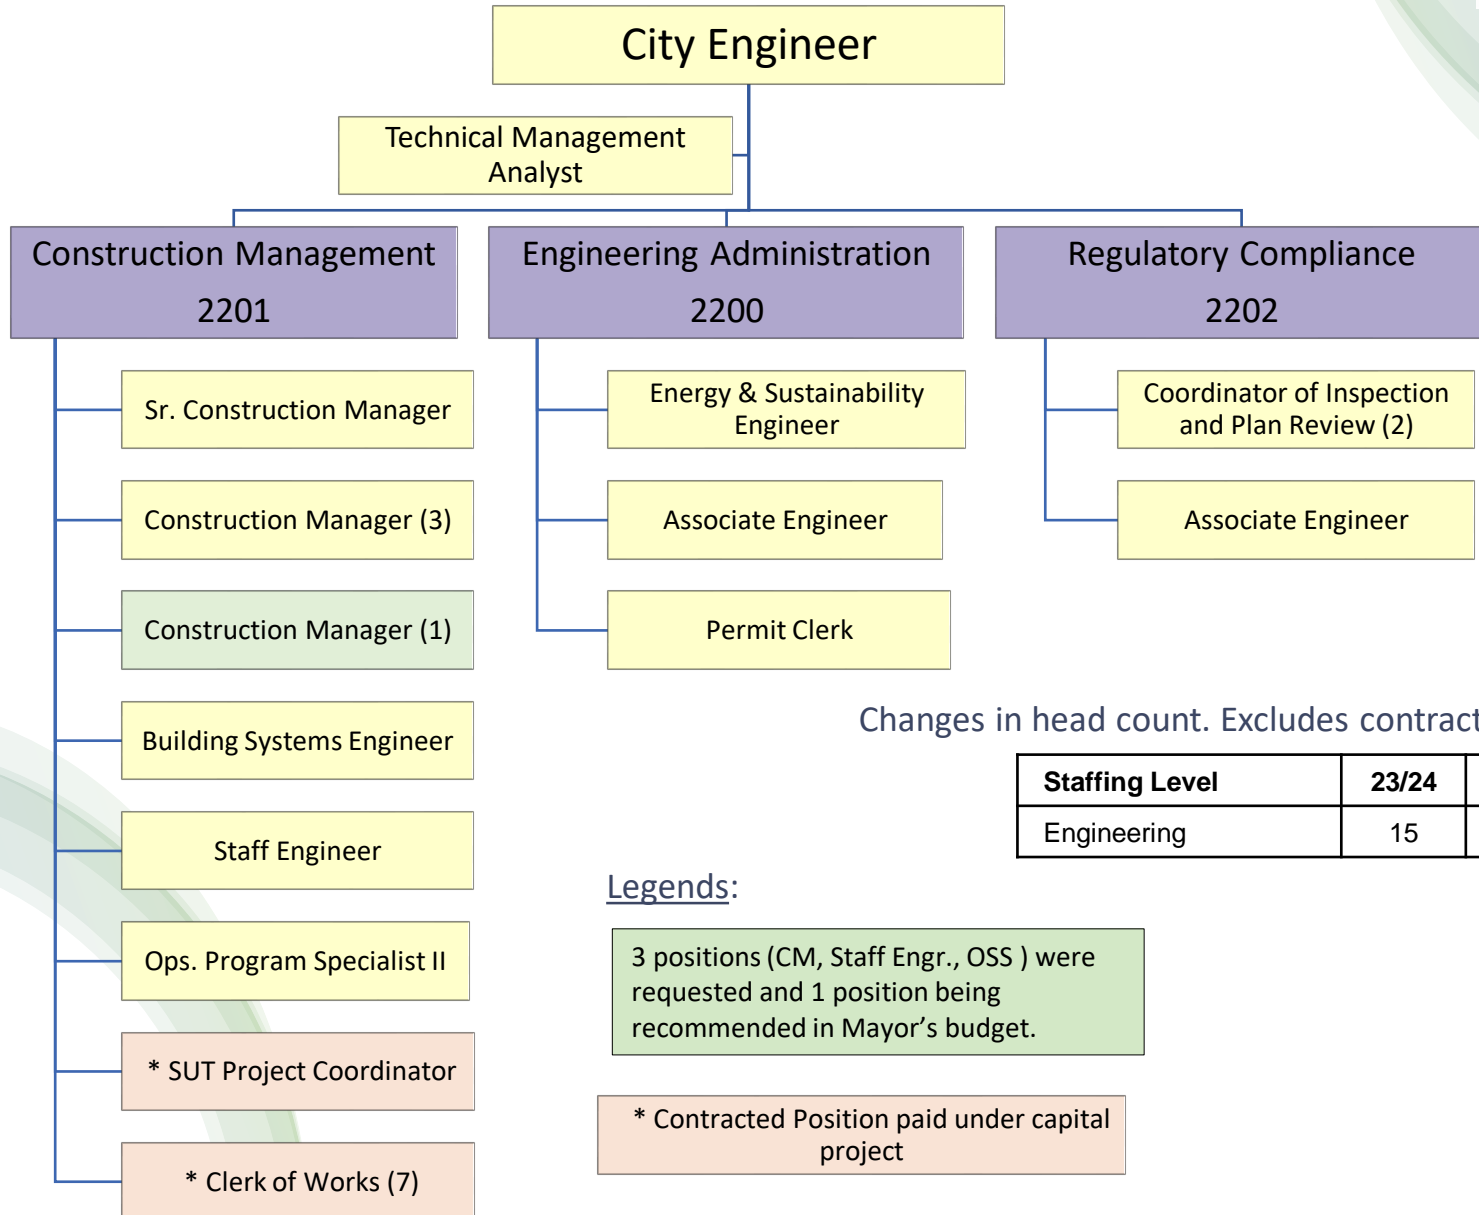 City Engineer
Technical Management
Analyst
Construction Management
2201
Engineering Administration
2200
Regulatory Compliance
2202
Sr. Construction Manager
Construction Manager (3)
Construction Manager (1)
Building Systems Engineer
Staff Engineer
Ops. Program Specialist II
* SUT Project Coordinator
* Clerk of Works (7)
Energy & Sustainability
Engineer
Associate Engineer
Permit Clerk
Coordinator of Inspection
and Plan Review (2)
Associate Engineer
Changes in head count. Excludes contract
Staffing Level 23/24
Engineering 15
Legends:
3 positions (CM, Staff Engr., OSS ) were
requested and 1 position being
recommended in Mayor’s budget.
* Contracted Position paid under capital
project